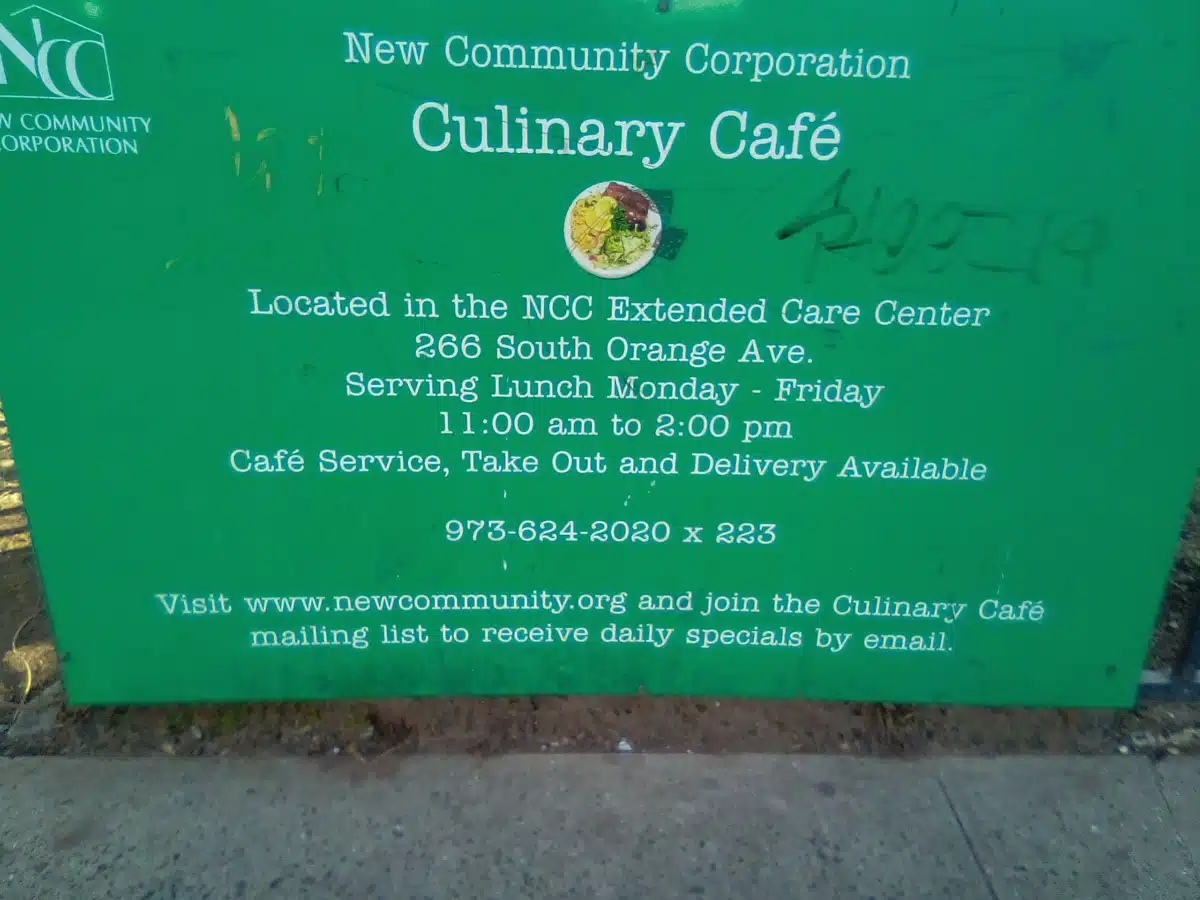 NCC
W COMMUNITY
ORPORATION
New Community Corporation
Culinary Café
Located in the NCC Extended Care Center
266 South Orange Ave.
Serving Lunch Monday - Friday
11:00 am to 2:00 pm
Café Service, Take Out and Delivery Available
973-624-2020 x 223
Visit www.newcommunity.org and join the Culinary Café
mailing list to receive daily specials by email.